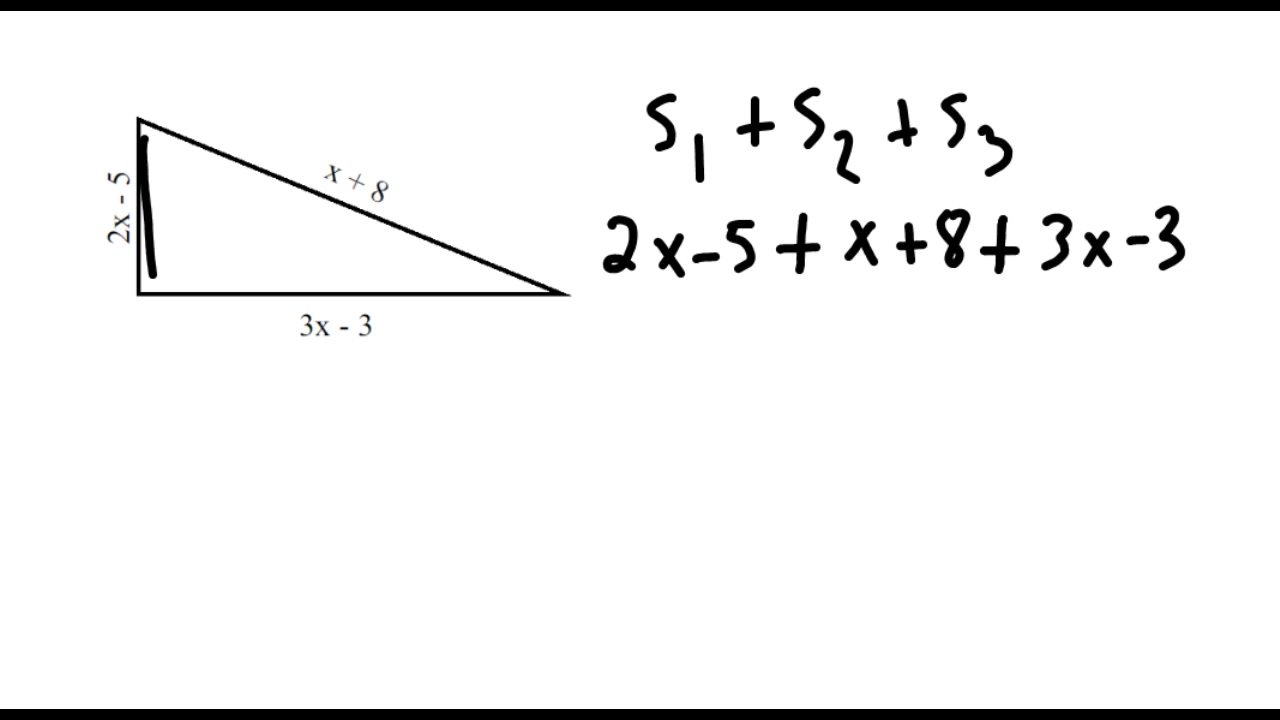 2x - 5
x + 8
3x - 3
S₁ + S₂ + S₃
2x - 5 + x + 8 + 3x - 3